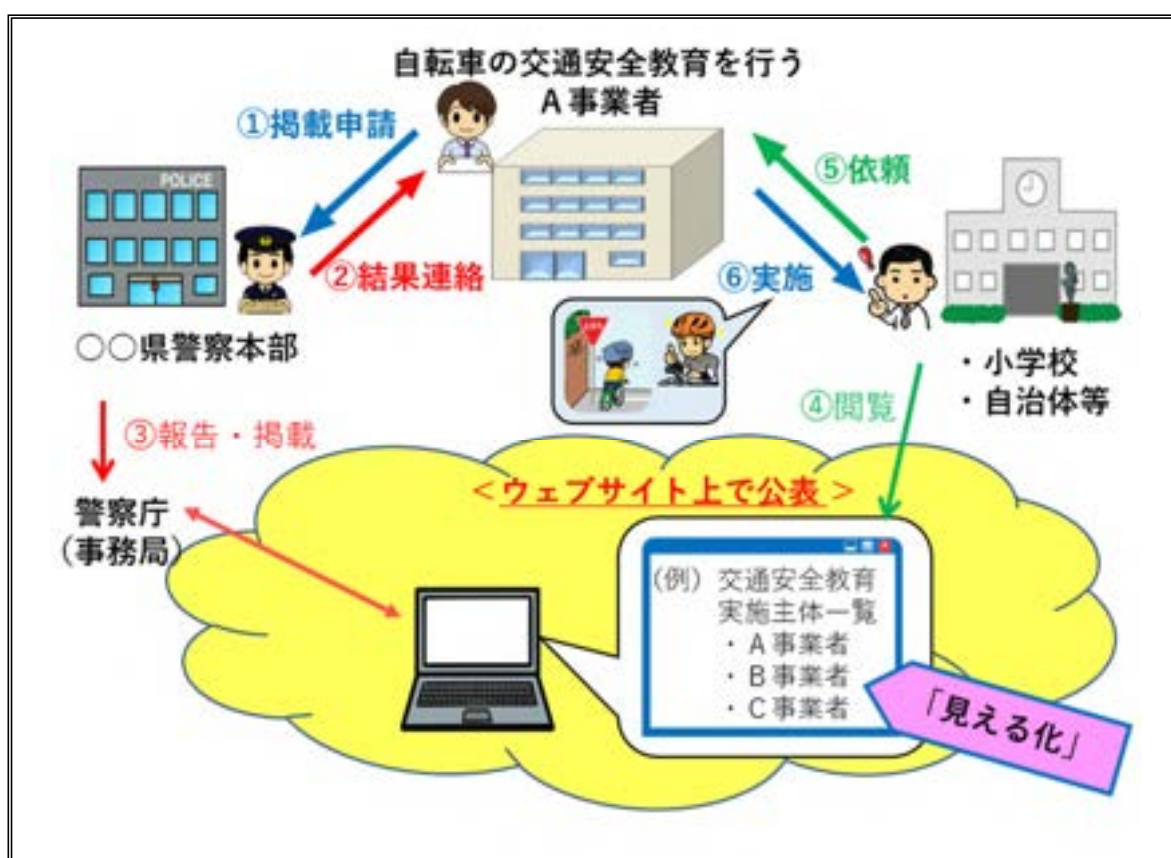 自転車の交通安全教育を行う
A事業者
①掲載申請
POLICE
②結果連絡
⑤依頼
⑥実施
○○県警察本部
・小学校
・自治体等
④閲覧
③報告・掲載
警察庁
(事務局)
<ウェブサイト上で公表>
(例) 交通安全教育
実施主体一覧
・A事業者
・B事業者
・C事業者
「見える化」